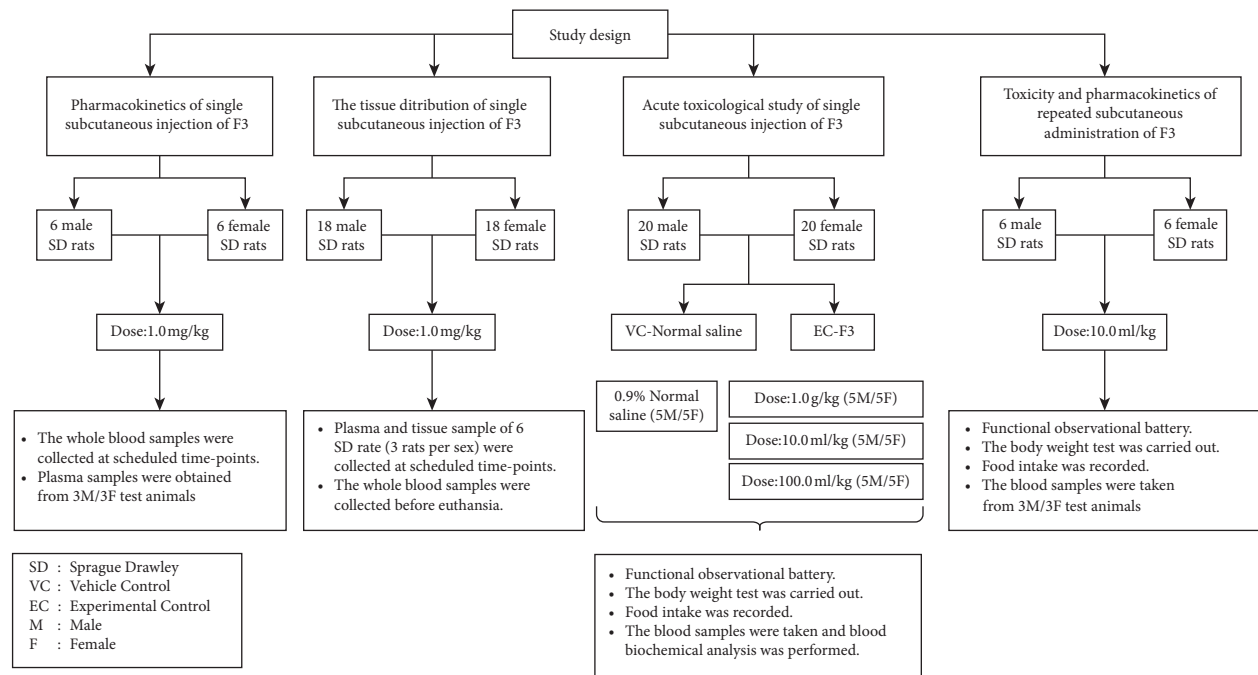 Study design
Pharmacokinetics of single
subcutaneous injection of F3
The tissue ditribution of single
subcutaneous injection of F3
Acute toxicological study of single
subcutaneous injection of F3
Toxicity and pharmacokinetics of
repeated subcutaneous
administration of F3
6 male
SD rats
6 female
SD rats
18 male
SD rats
18 female
SD rats
20 male
SD rats
20 female
SD rats
6 male
SD rats
6 female
SD rats
Dose:1.0 mg/kg
Dose:1.0 mg/kg
VC-Normal saline
EC-F3
Dose:10.0 ml/kg
• The whole blood samples were
collected at scheduled time-points.
• Plasma samples were obtained
from 3M/3F test animals
• Plasma and tissue sample of 6
SD rate (3 rats per sex) were
collected at scheduled time-points.
• The whole blood samples were
collected before euthansia.
0.9% Normal
saline (5M/5F)
Dose:1.0 g/kg (5M/5F)
Dose:10.0 ml/kg (5M/5F)
Dose:100.0 ml/kg (5M/5F)
• Functional observational battery.
• The body weight test was carried out.
• Food intake was recorded.
• The blood samples were taken
from 3M/3F test animals
SD : Sprague Drawley
VC : Vehicle Control
EC : Experimental Control
M : Male
F : Female
• Functional observational battery.
• The body weight test was carried out.
• Food intake was recorded.
• The blood samples were taken and blood
biochemical analysis was performed.